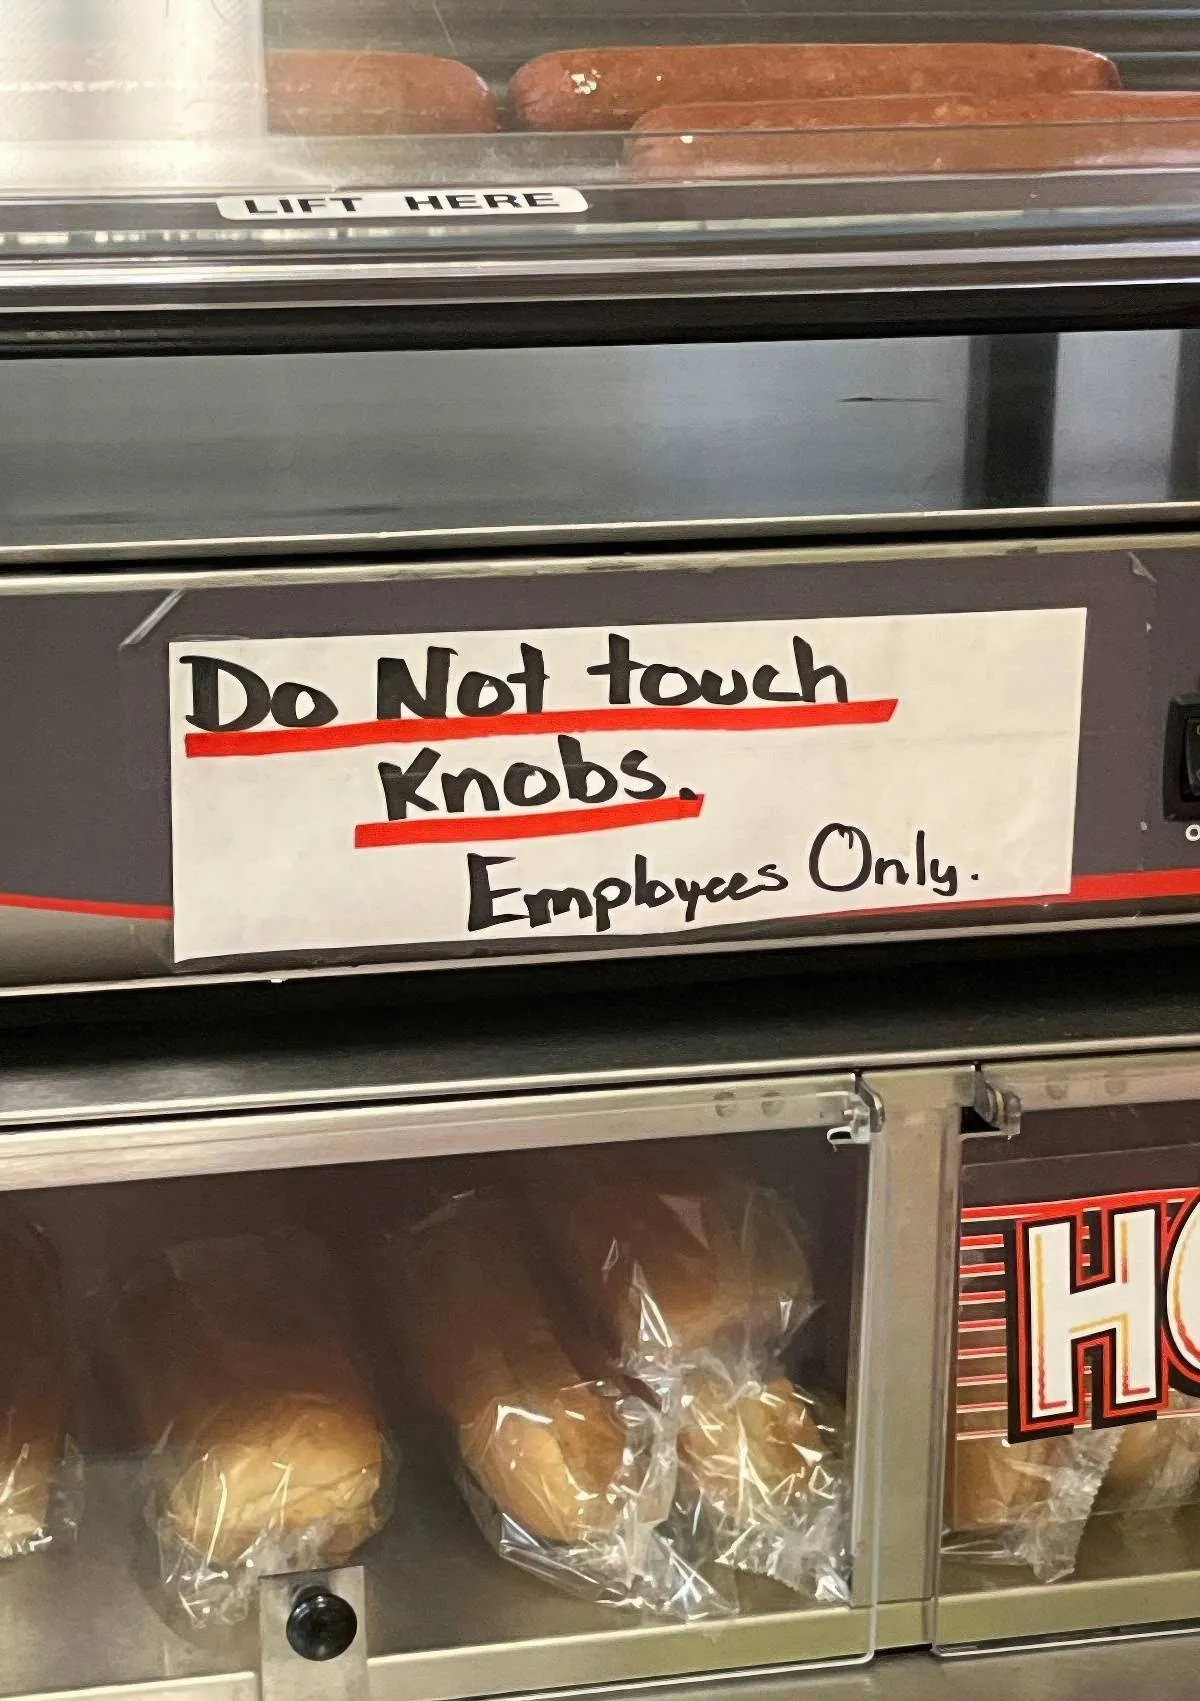 LIFT HERE
Do Not touch
Knobs.
Employees Only.